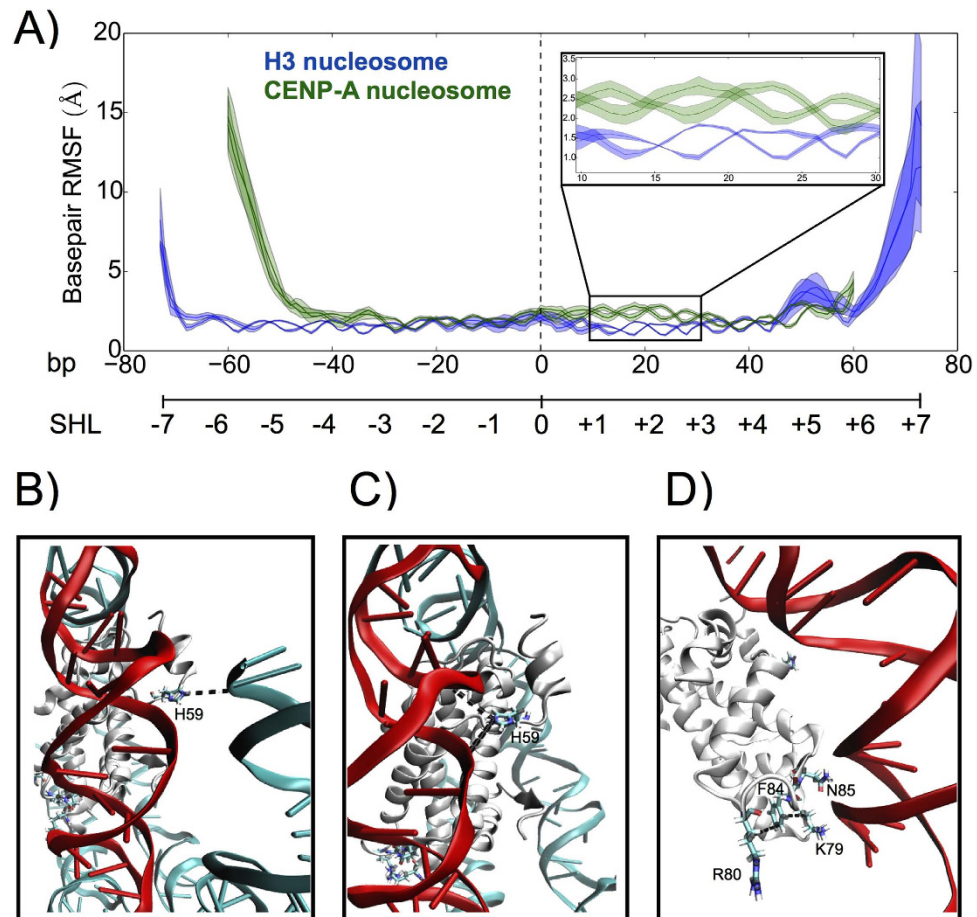 A)
H3 nucleosome
CENP-A nucleosome
Basepair RMSF (Å)
20
15
10
5
0
3.5
3.0
2.5
2.0
1.5
1.0
10 15 20 25 30
bp −80 −60 −40 −20 0 20 40 60 80
SHL -7 -6 -5 -4 -3 -2 -1 0 +1 +2 +3 +4 +5 +6 +7
B) C) D)
H59
H59
F84
N85
K79
R80